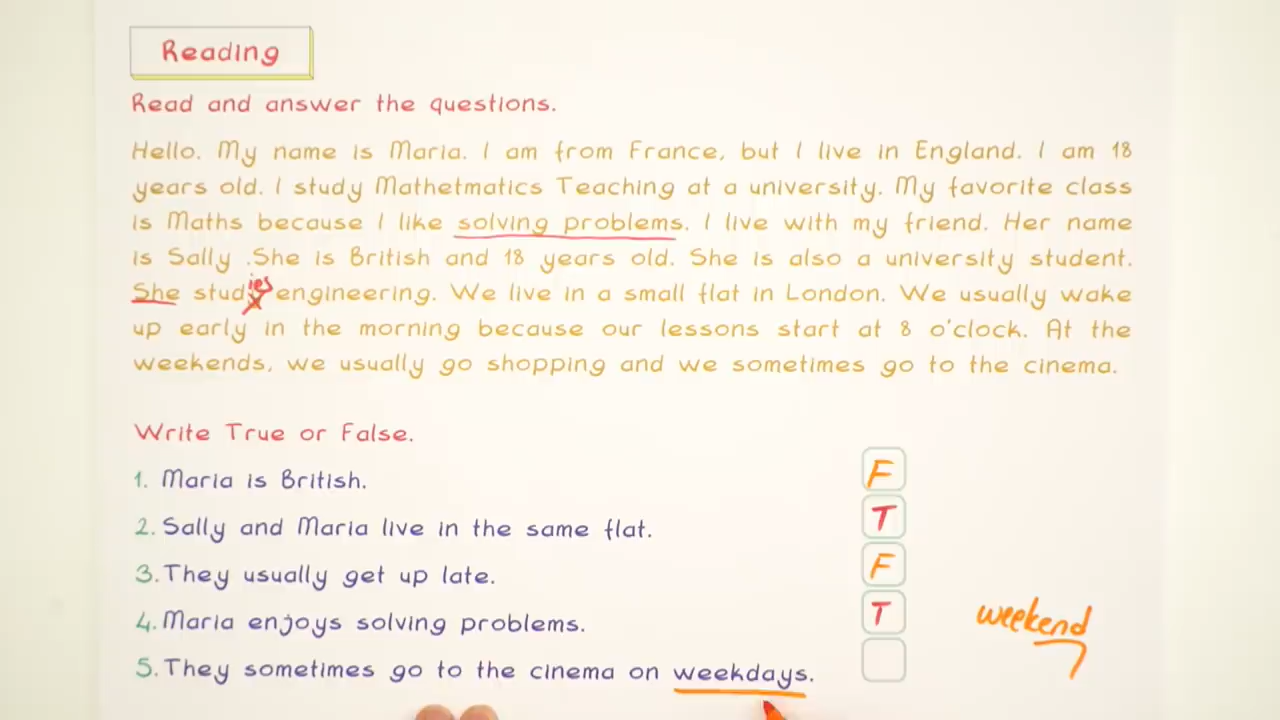 Reading
Read and answer the questions.
Hello. My name is Maria. I am from France, but I live in England. I am 18
years old. I study Mathetmatics Teaching at a university. My favorite class
is Maths because I like solving problems. I live with my friend. Her name
is Sally .She is British and 18 years old. She is also a university student.
She studies engineering. We live in a small flat in London. We usually wake
up early in the morning because our lessons start at 8 o'clock. At the
weekends, we usually go shopping and we sometimes go to the cinema.
Write True or False.
1. Maria is British. F
2. Sally and Maria live in the same flat. T
3. They usually get up late. F
4. Maria enjoys solving problems. T
weekend
5. They sometimes go to the cinema on weekdays.